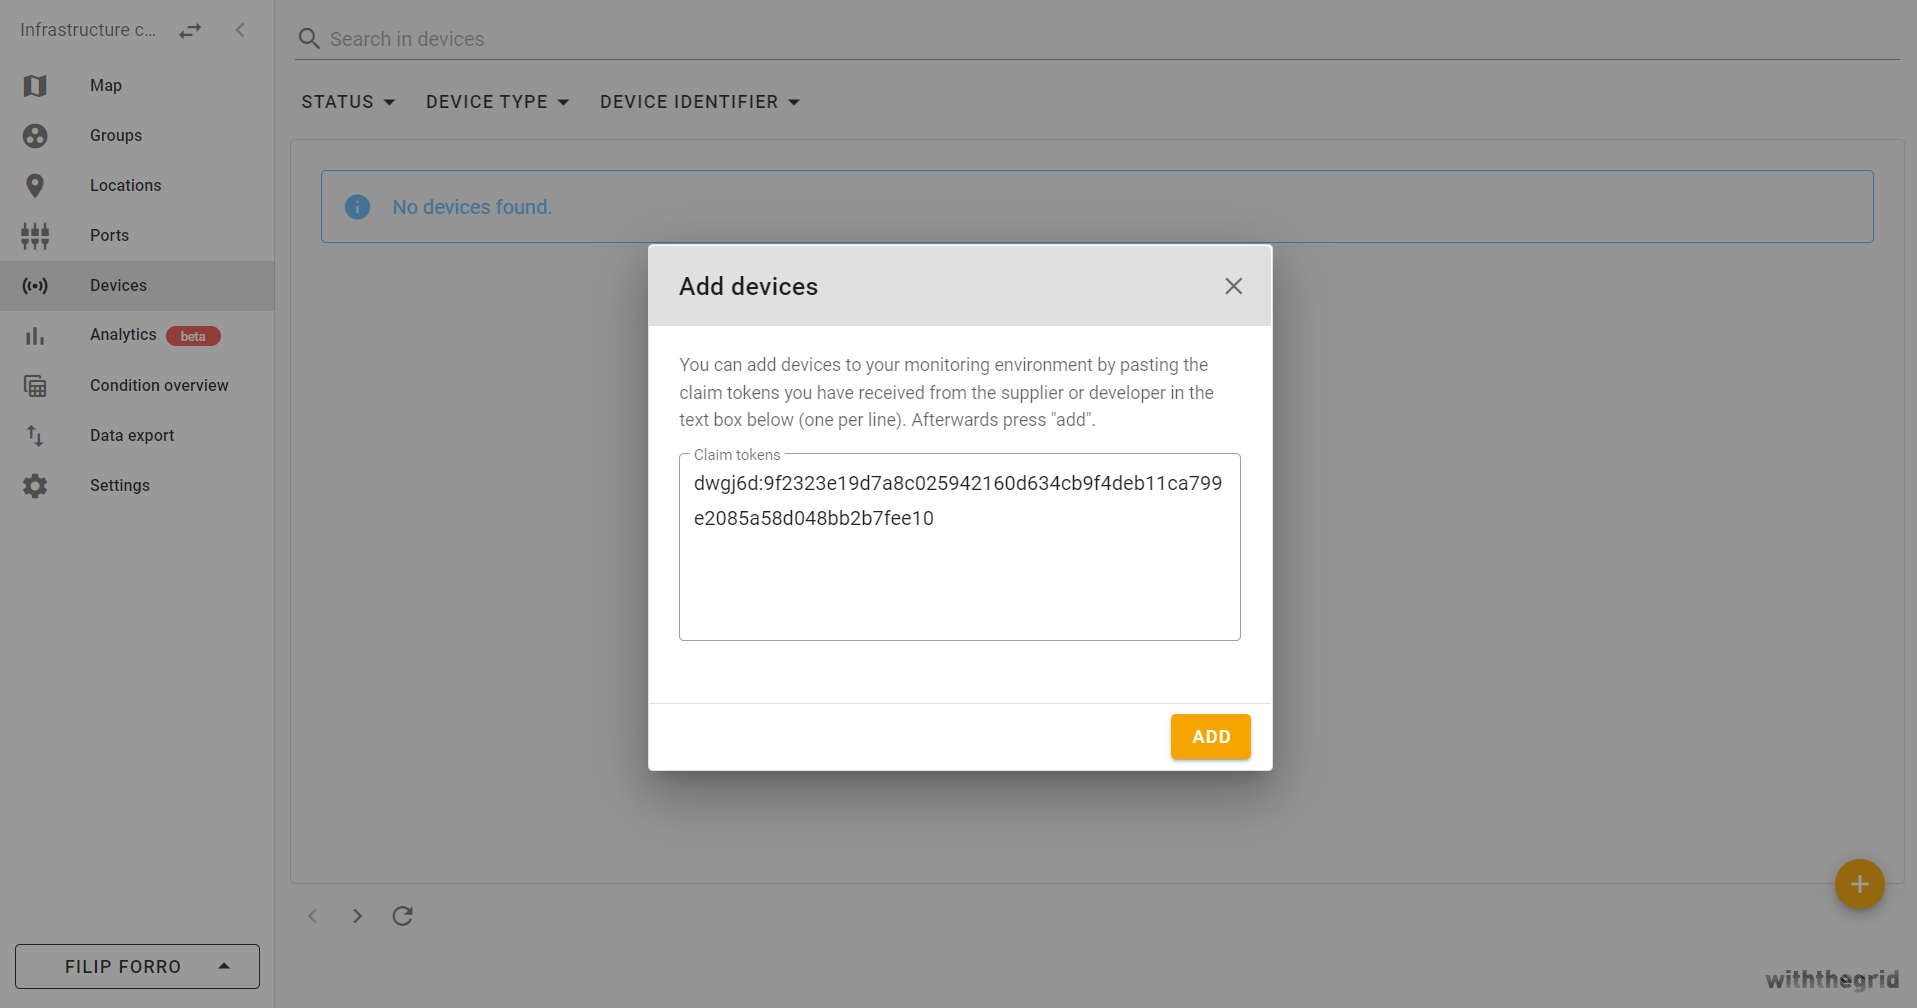 Infrastructure c...
Map
Groups
Locations
Ports
Devices
Analytics beta
Condition overview
Data export
Settings
FILIP FORRO
Search in devices
STATUS DEVICE TYPE DEVICE IDENTIFIER
No devices found.
Add devices
You can add devices to your monitoring environment by pasting the
claim tokens you have received from the supplier or developer in the
text box below (one per line). Afterwards press "add".
Claim tokens
dwgj6d:9f2323e19d7a8c025942160d634cb9f4deb11ca799
e2085a58d048bb2b7fee10
ADD
withthegrid